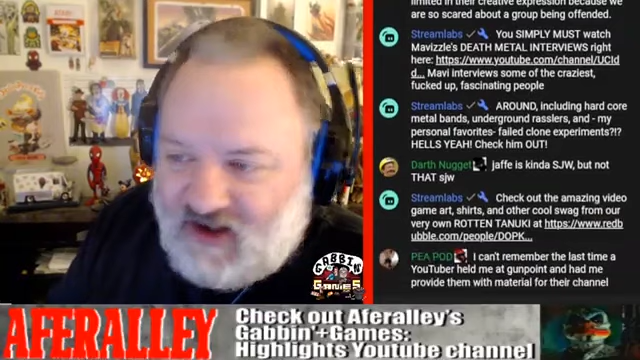 limited in their creative expression because we
are so scared about a group being offended.
Streamlabs You SIMPLY MUST watch
Mavizzle's DEATH METAL INTERVIEWS right
here: https://www.youtube.com/channel/UCId
d... Mavi interviews some of the craziest,
fucked up, fascinating people
Streamlabs AROUND, including hard core
metal bands, underground rasslers, and - my
personal favorites- failed clone experiments?!?
HELLS YEAH! Check him OUT!
Darth Nugget jaffe is kinda SJW, but not
THAT sjw
Streamlabs Check out the amazing video
game art, shirts, and other cool swag from our
very own ROTTEN TANUKI at https://www.redb
ubble.com/people/DOPK...
PEA POD I can't remember the last time a
YouTuber held me at gunpoint and had me
provide them with material for their channel
GABBIN'
GAMES
AFERALLEY
Check out Aferalley's
Gabbin'+Games:
Highlights Youtube channel